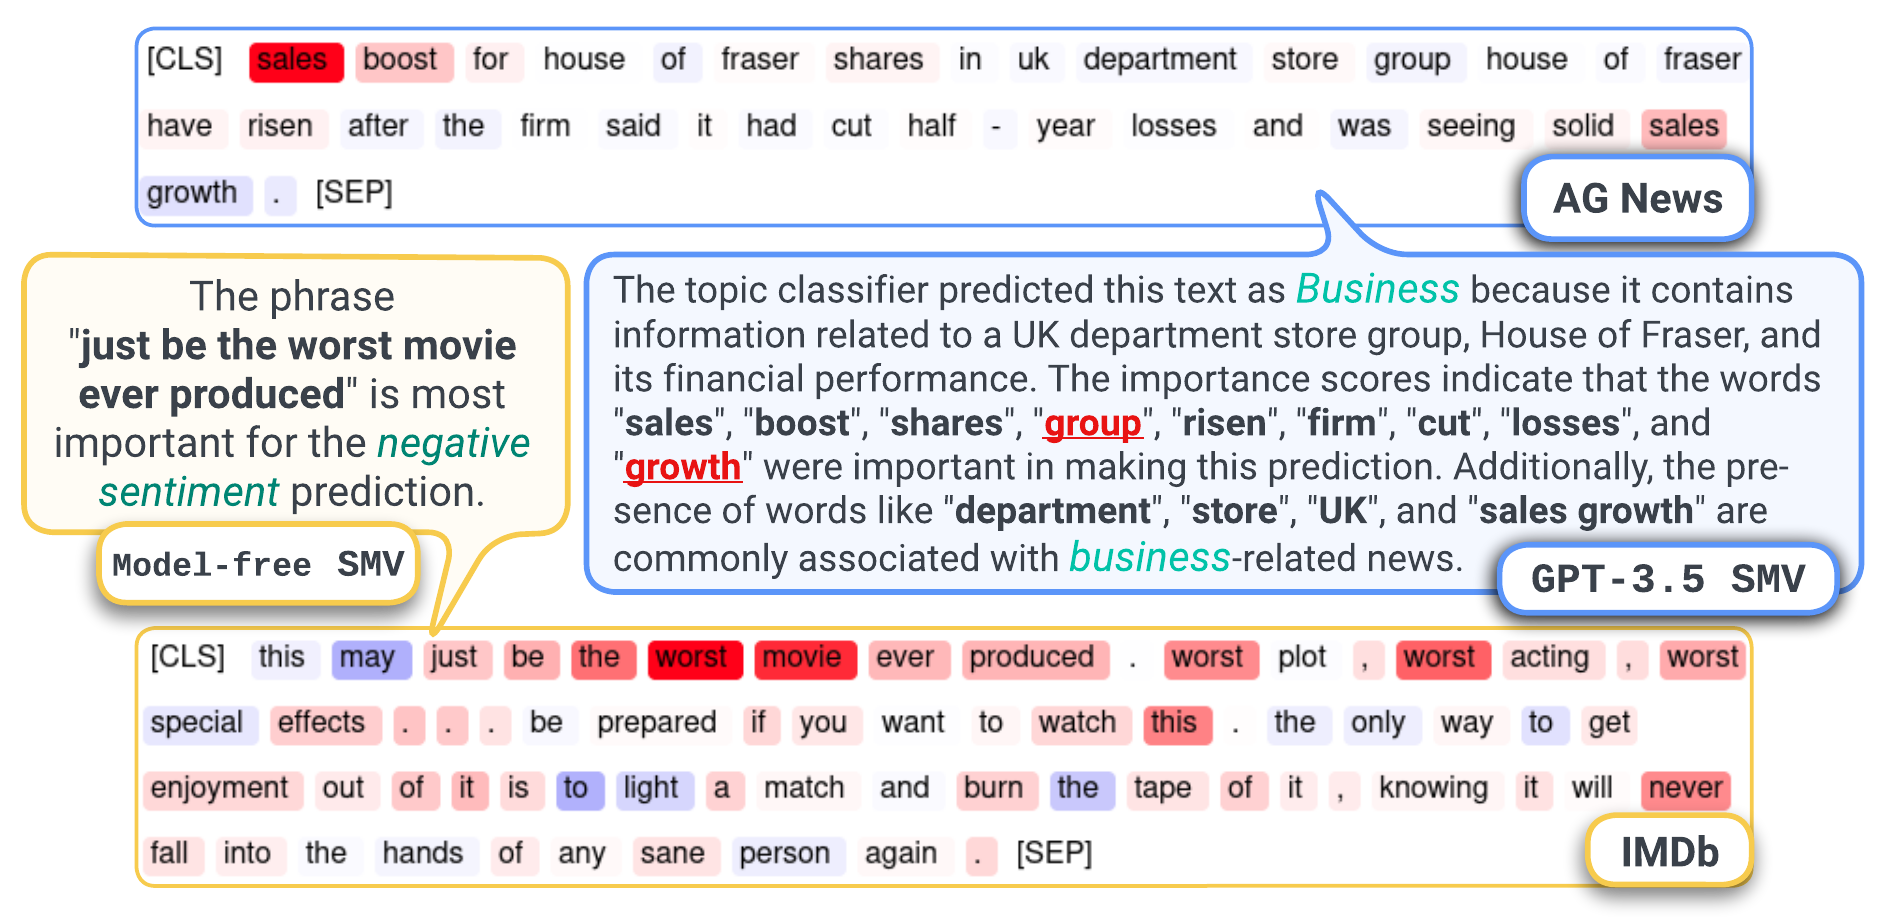 [CLS] sales boost for house of fraser shares in uk department store group house of fraser
have risen after the firm said it had cut half - year losses and was seeing solid sales
growth . [SEP]
AG News
The phrase
"just be the worst movie
ever produced" is most
important for the negative
sentiment prediction.
Model-free SMV
The topic classifier predicted this text as Business because it contains
information related to a UK department store group, House of Fraser, and
its financial performance. The importance scores indicate that the words
"sales", "boost", "shares", "group", "risen", "firm", "cut", "losses", and
"growth" were important in making this prediction. Additionally, the pre-
sence of words like "department", "store", "UK", and "sales growth" are
commonly associated with business-related news.
GPT-3.5 SMV
[CLS] this may just be the worst movie ever produced . worst plot , worst acting , worst
special effects . . . be prepared if you want to watch this . the only way to get
enjoyment out of it is to light a match and burn the tape of it , knowing it will never
fall into the hands of any sane person again . [SEP]
IMDb